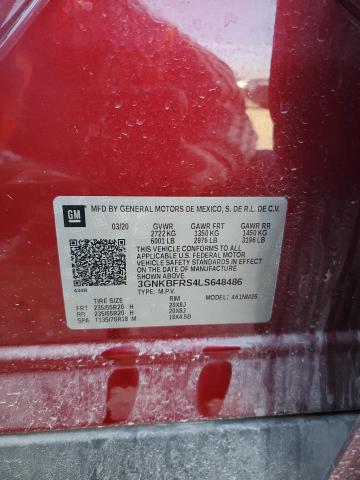 GM MFD BY GENERAL MOTORS DE MEXICO, S. DE R.L. DE C.V.
03/20 GVWR GAWR FRT GAWR RR
2722 KG 1350 KG 1450 KG
6001 LB 2976 LB 3196 LB
THIS VEHICLE CONFORMS TO ALL
APPLICABLE U.S. FEDERAL MOTOR
VEHICLE SAFETY STANDARDS IN EFFECT
ON THE DATE OF MANUFACTURE
SHOWN ABOVE.
3GNKBFRS4LS648486
TYPE: M.P.V. MODEL: 4A1NM26
TIRE SIZE RIM
FRT 235/55R20 H 20X8J
235/55R20 H 20X8J
SPA T135/70R18 M 18X4.5B